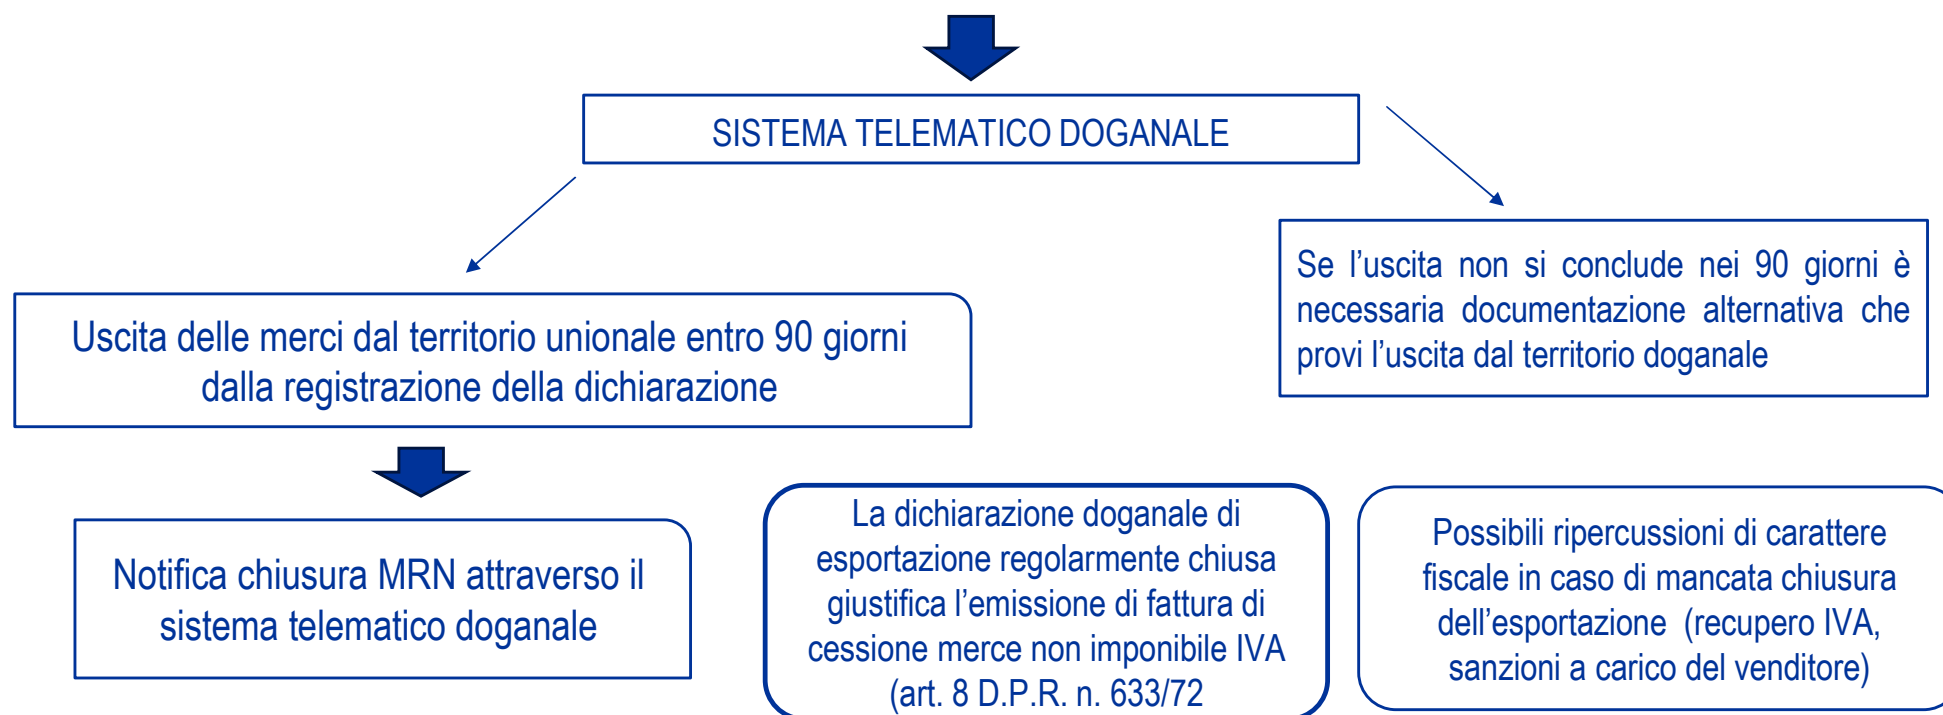 SISTEMA TELEMATICO DOGANALE
Uscita delle merci dal territorio unionale entro 90 giorni
dalla registrazione della dichiarazione
Se l’uscita non si conclude nei 90 giorni è
necessaria documentazione alternativa che
provi l’uscita dal territorio doganale
Notifica chiusura MRN attraverso il
sistema telematico doganale
La dichiarazione doganale di
esportazione regolarmente chiusa
giustifica l’emissione di fattura di
cessione merce non imponibile IVA
(art. 8 D.P.R. n. 633/72
Possibili ripercussioni di carattere
fiscale in caso di mancata chiusura
dell’esportazione (recupero IVA,
sanzioni a carico del venditore)